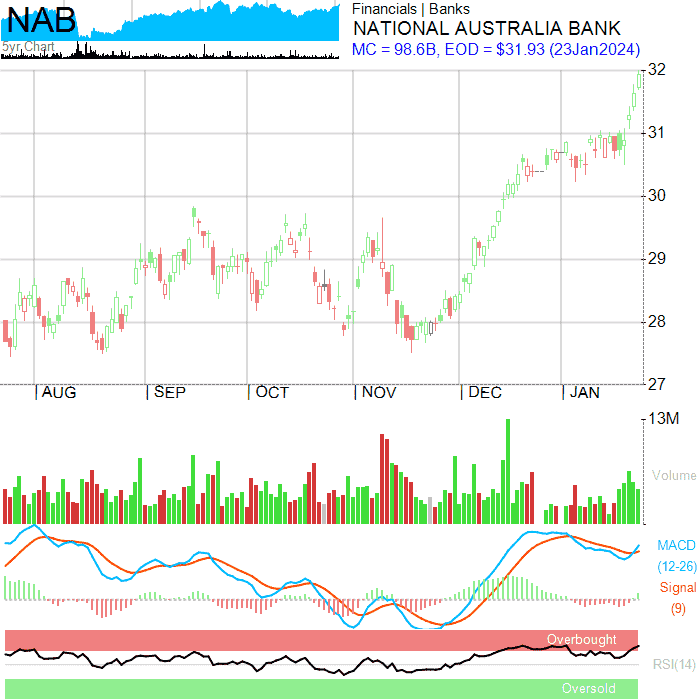 NAB
5yr Chart
Financials | Banks
NATIONAL AUSTRALIA BANK
MC = 98.6B, EOD = $31.93 (23Jan2024)
32
31
30
29
28
27
| AUG | SEP | OCT | NOV | DEC | JAN
13M
Volume
MACD
(12-26)
Signal
(9)
Overbought
RSI(14)
Oversold